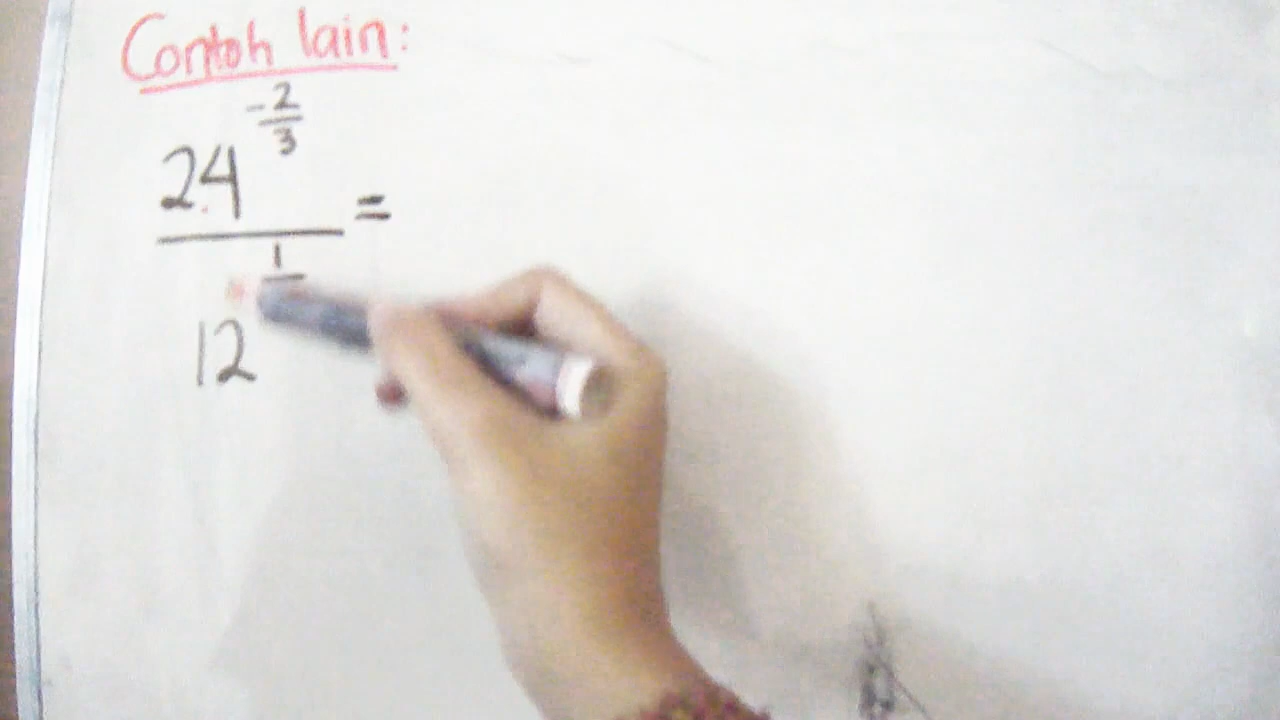 Contoh lain:
-2/3
24 =
1
12